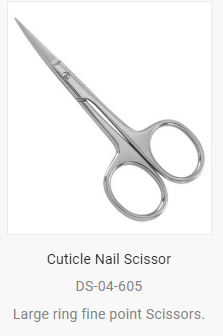 Cuticle Nail Scissor
DS-04-605
Large ring fine point Scissors.